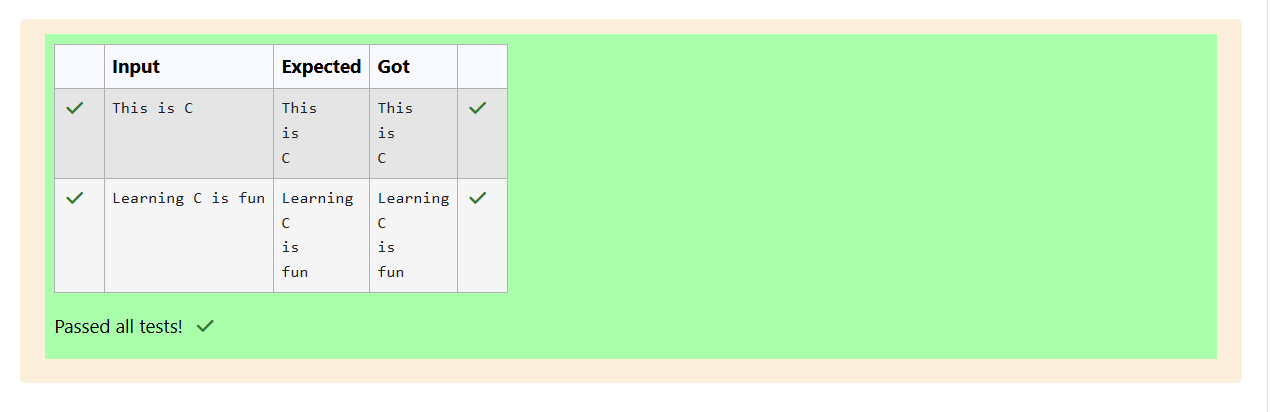 Input Expected Got
This is C This This
is is
C C
Learning C is fun Learning Learning
C C
is is
fun fun
Passed all tests!